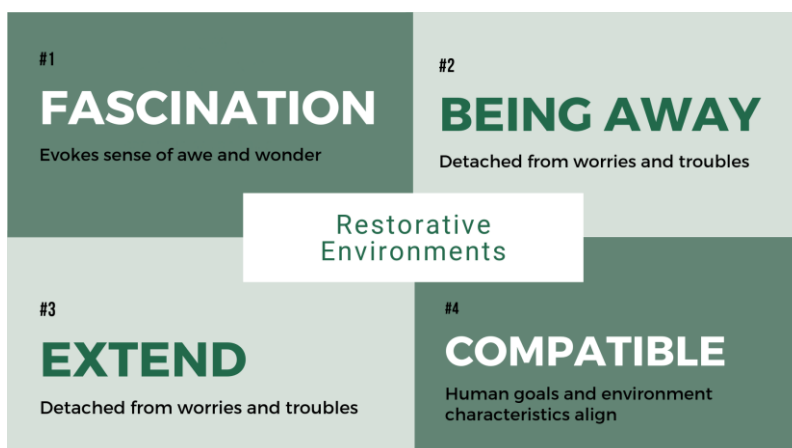 #1
FASCINATION
Evokes sense of awe and wonder
#2
BEING AWAY
Detached from worries and troubles
Restorative
Environments
#3
EXTEND
Detached from worries and troubles
#4
COMPATIBLE
Human goals and environment
characteristics align